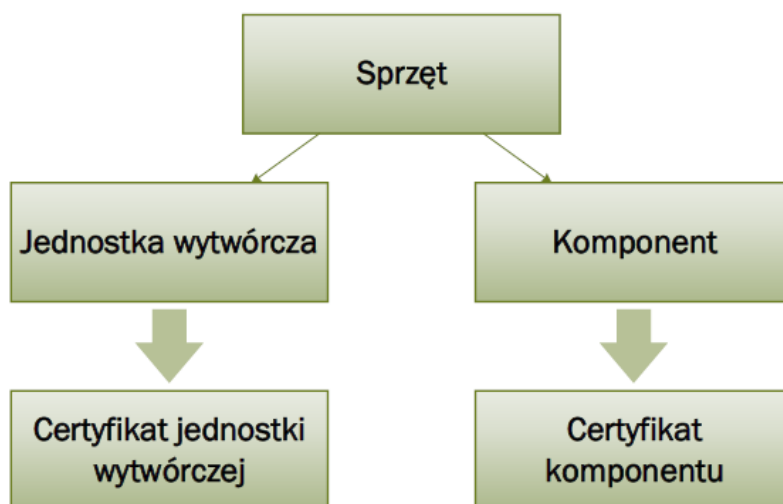 Sprzęt
Jednostka wytwórcza
Komponent
Certyfikat jednostki
wytwórczej
Certyfikat
komponentu